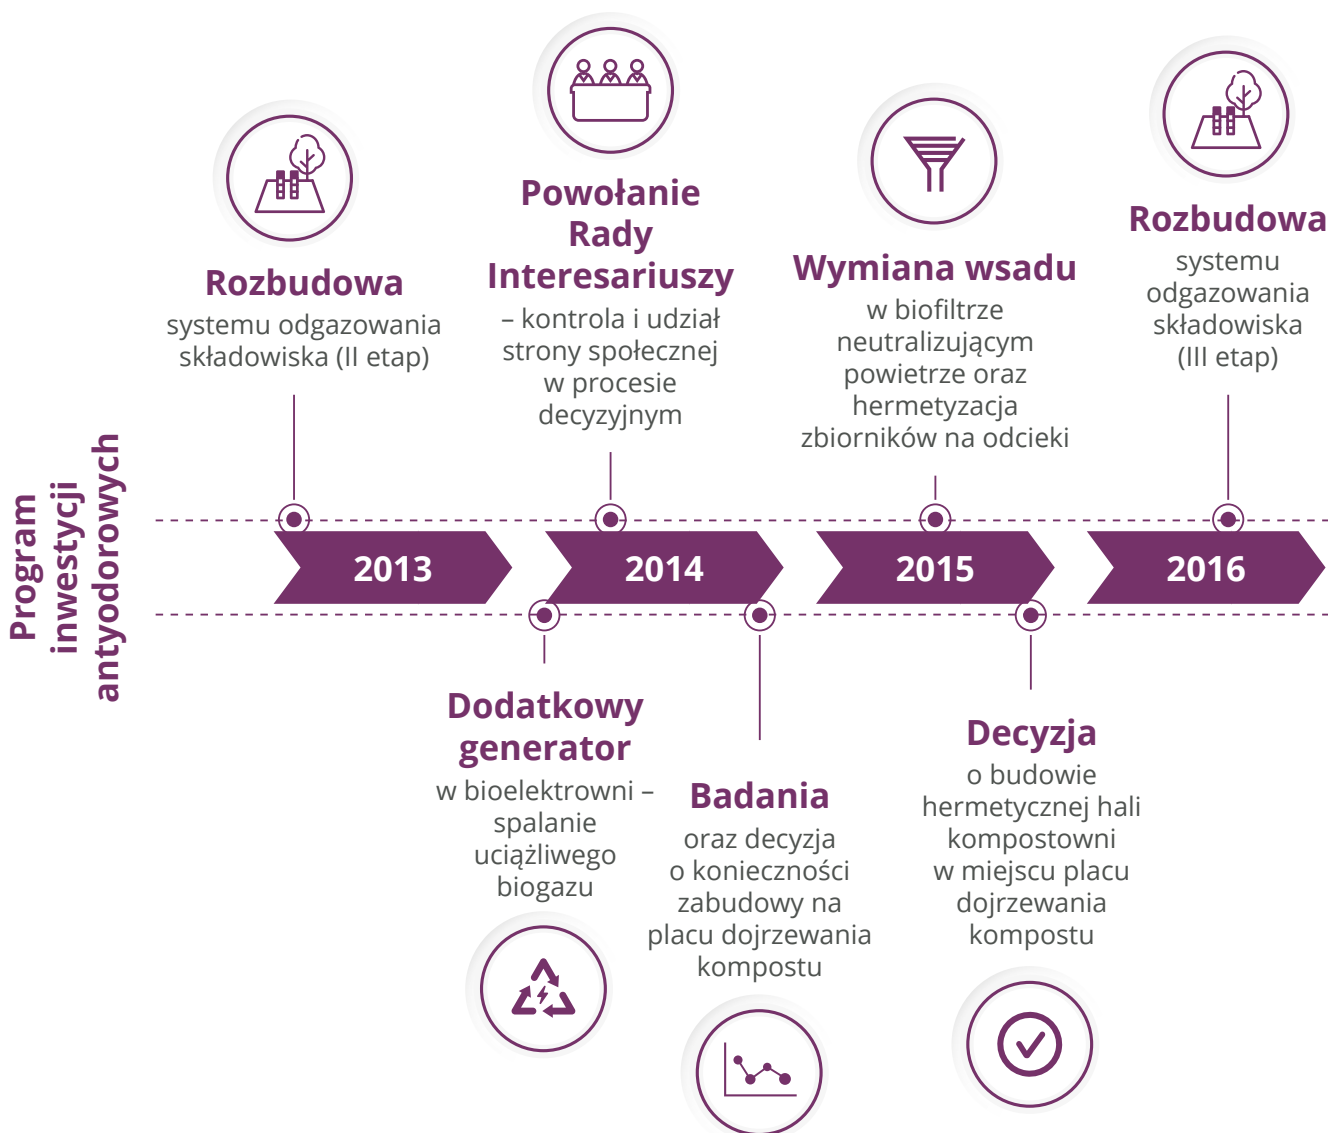 Program
inwestycji
antyodorowych
Rozbudowa
systemu odgazowania
składowiska (II etap)
Powołanie
Rady
Interesariuszy
– kontrola i udział
strony społecznej
w procesie
decyzyjnym
Wymiana wsadu
w biofiltrze
neutralizującym
powietrze oraz
hermetyzacja
zbiorników na odcieki
Rozbudowa
systemu
odgazowania
składowiska
(III etap)
2013
2014
2015
2016
Dodatkowy
generator
w bioelektrowni –
spalanie
uciążliwego
biogazu
Badania
oraz decyzja
o konieczności
zabudowy na
placu dojrzewania
kompostu
Decyzja
o budowie
hermetycznej hali
kompostowni
w miejscu placu
dojrzewania
kompostu